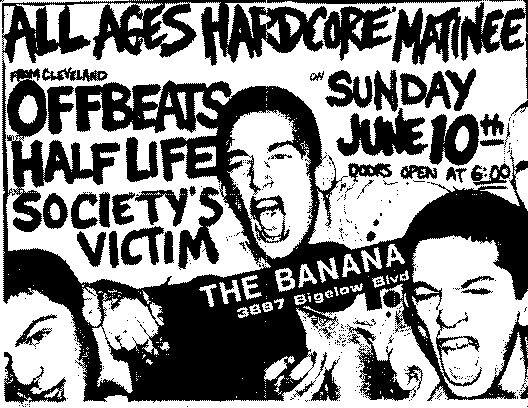 ALL AGES HARDCORE MATINEE
FROM CLEVELAND
OFFBEATS
HALF LIFE
SOCIETY'S
VICTIM
ON SUNDAY
JUNE 10th
DOORS OPEN AT 6:00
THE BANANA
3887 Bigelow Blvd